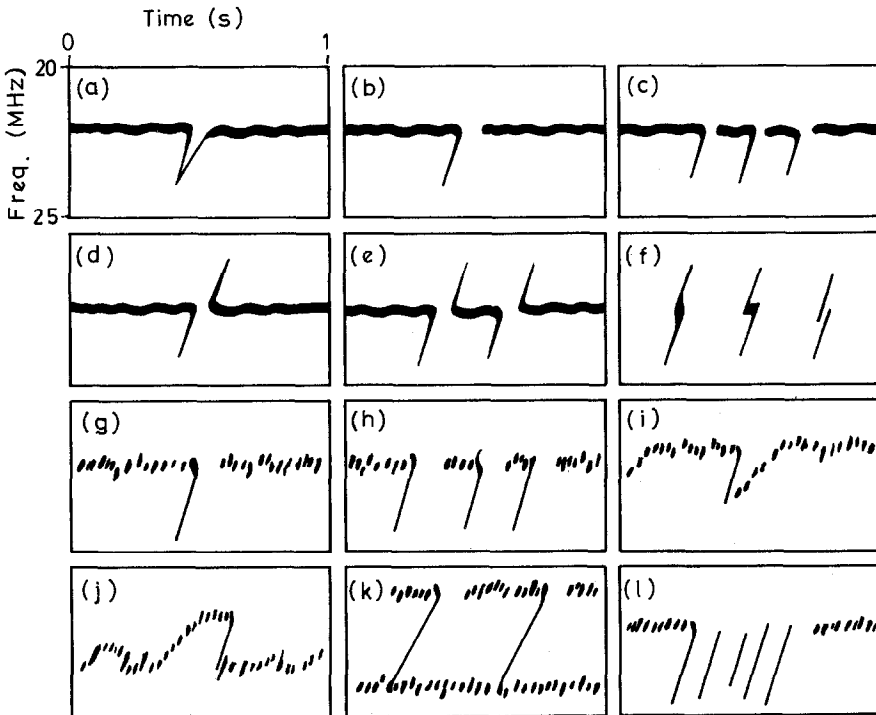 Time (s)
0 1
20
Freq. (MHz)
25
(a) (b) (c)
(d) (e) (f)
(g) (h) (i)
(j) (k) (l)